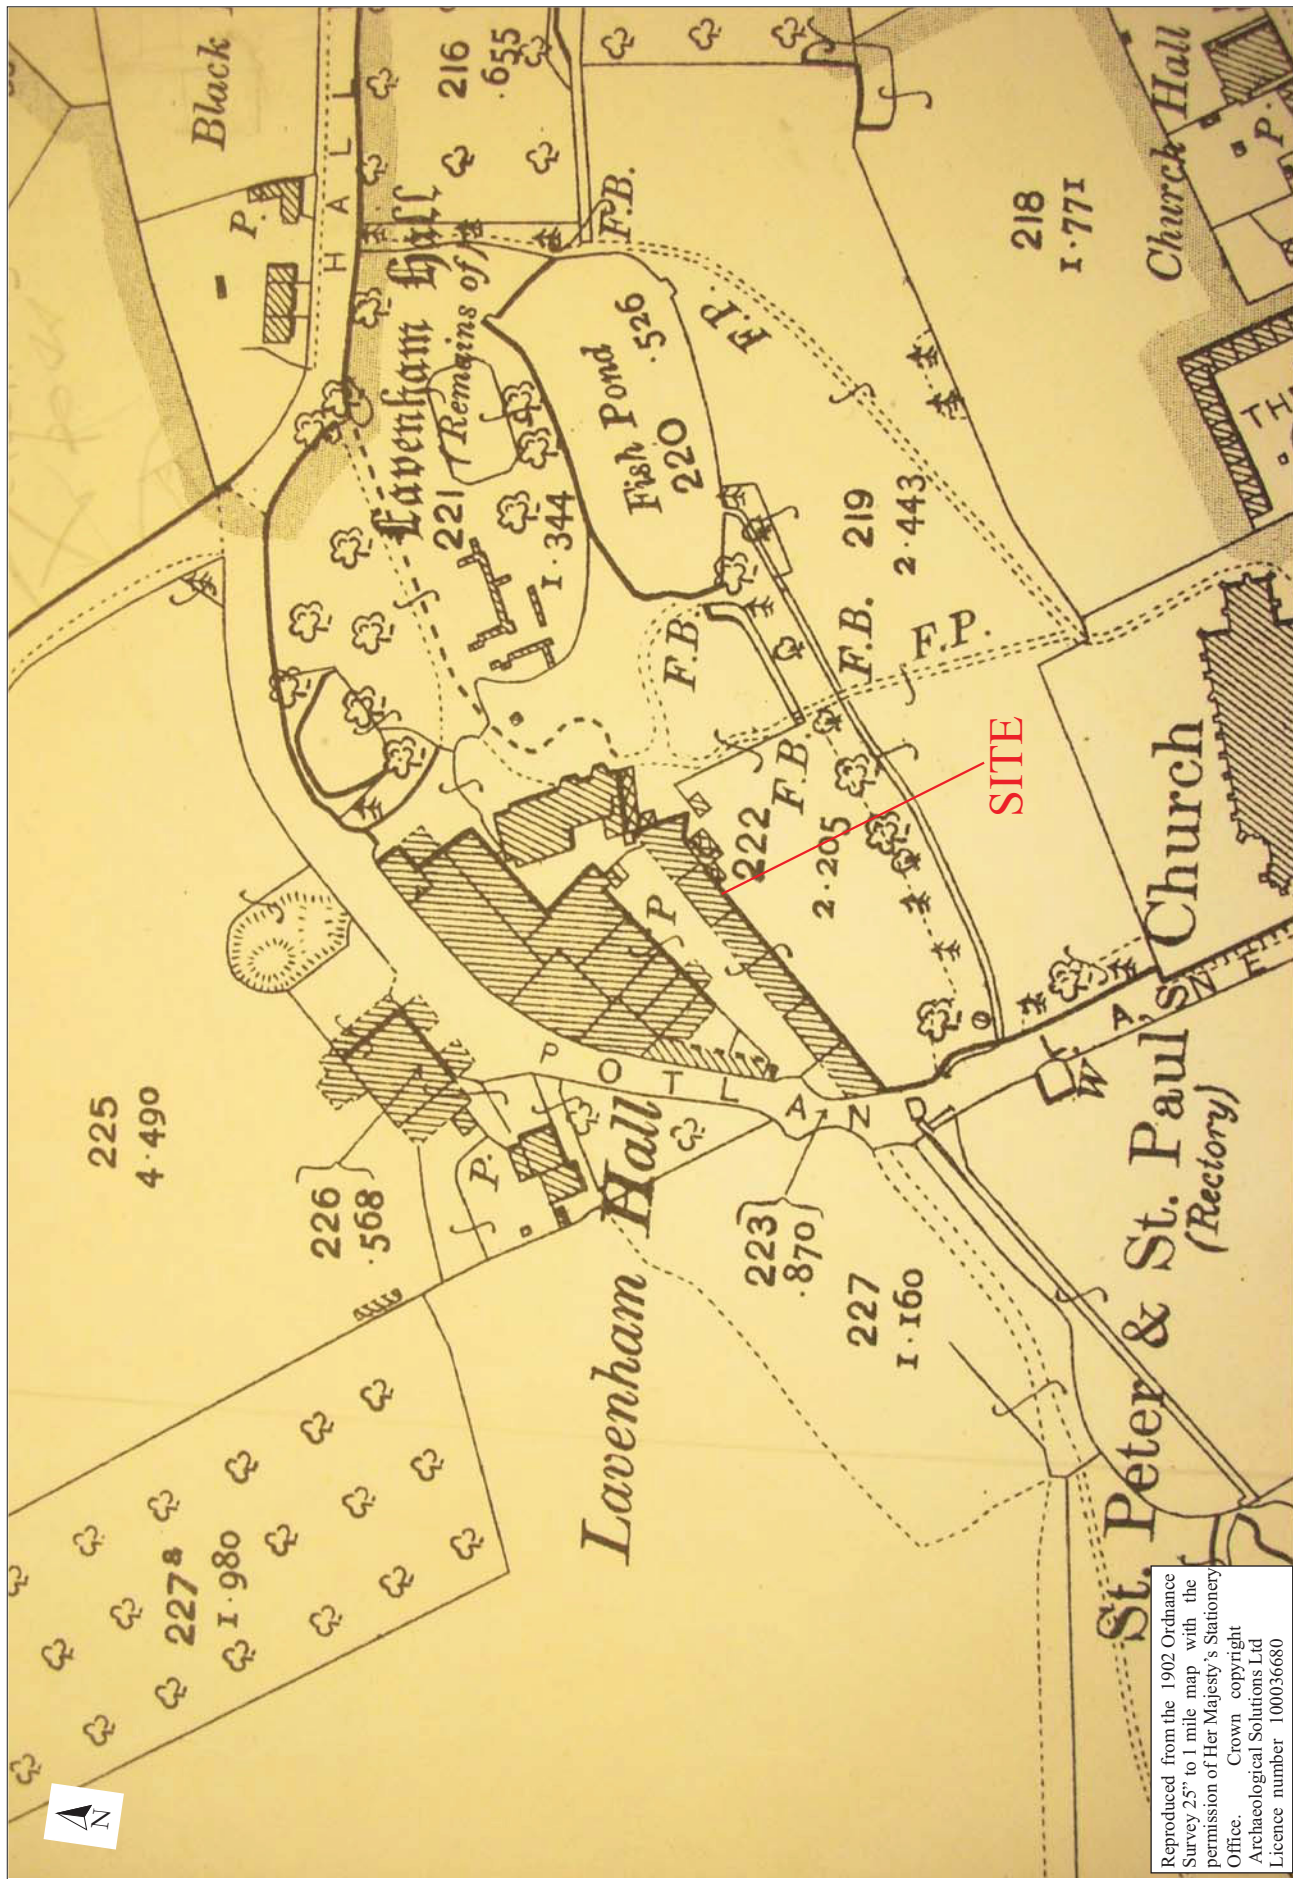 Black
216
.655
HALL
P.
Lavenham Hall
(Remains of)
221
1.344
F.B.
Fish Pond
220
.526
F.P.
218
1.771
Church Hall
P.
TH
219
2.443
F.B.
F.B.
F.P.
222
2.205
F.B.
SITE
P
Church
225
4.490
226
.568
P.
POTLAND
LANE
S
W
Lavenham Hall
223
.870
227
1.160
St. Peter & St. Paul
(Rectory)
227a
1.980
N
Reproduced from the 1902 Ordnance
Survey 25” to 1 mile map with the
permission of Her Majesty’s Stationery
Office. Crown copyright
Archaeological Solutions Ltd
Licence number 100036680